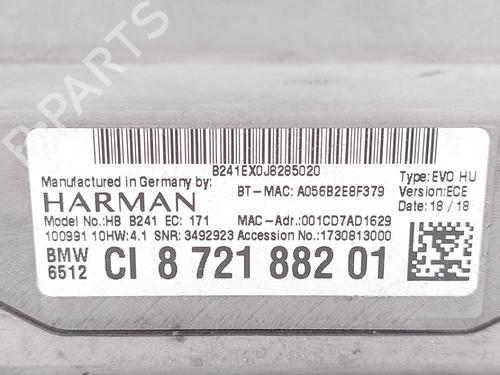 B241EX0J8285020
Manufactured in Germany by: BT-MAC: A056B2E8F379 Type: EVO HU
HARMAN Version: ECE
Model No.:HB B241 EC: 171 MAC-Adr.:001CD7AD1629 Date: 18 / 18
100991 10HW: 4.1 SNR: 3492923 Accession No.: 1730813000
BMW 6512 CI 8 721 882 01